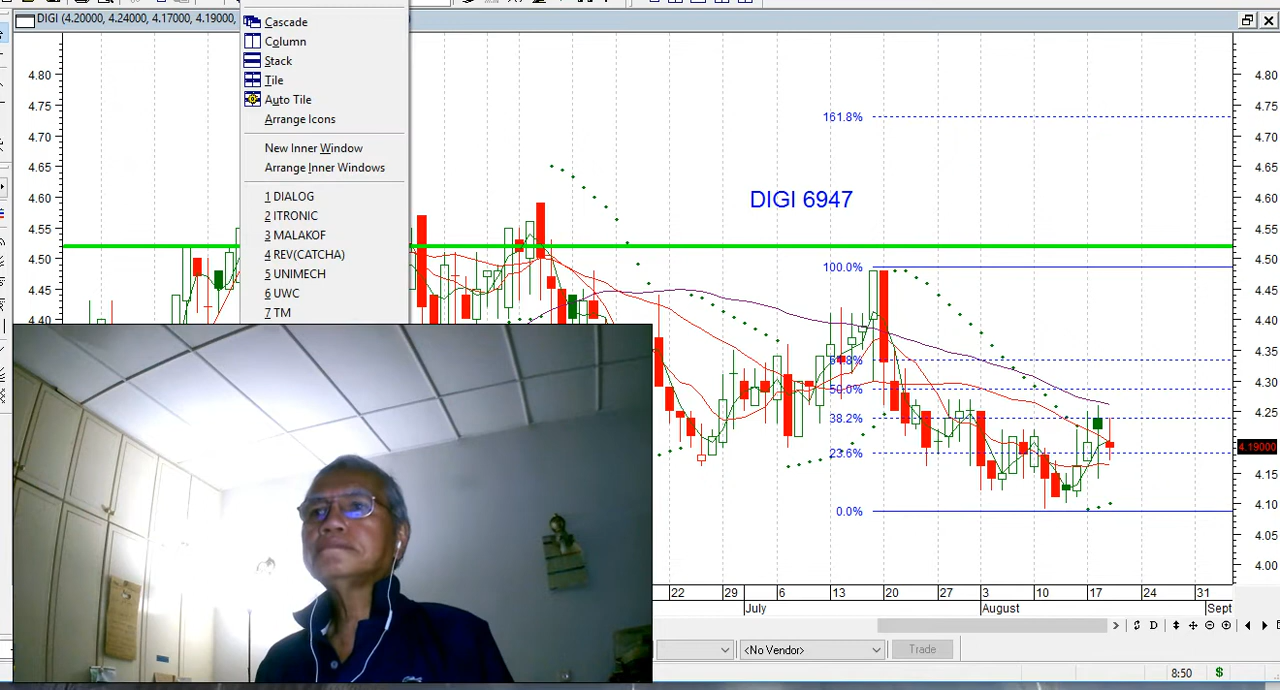 DIGI (4.20000, 4.24000, 4.17000, 4.19000,
Cascade
Column
Stack
Tile
Auto Tile
Arrange Icons
New Inner Window
Arrange Inner Windows
1 DIALOG
2 ITRONIC
3 MALAKOF
4 REV(CATCHA)
5 UNIMECH
6 UWC
7 TM
4.80
4.75
4.70
4.65
4.60
4.55
4.50
4.45
4.40
DIGI 6947
161.8%
100.0%
50.0%
38.2%
23.6%
0.0%
4.80
4.75
4.70
4.65
4.60
4.55
4.50
4.45
4.40
4.35
4.30
4.25
4.19000
4.15
4.10
4.05
4.00
22
29
6
13
20
27
3
10
17
24
31
July
August
Sept
D
<No Vendor>
Trade
8:50
$